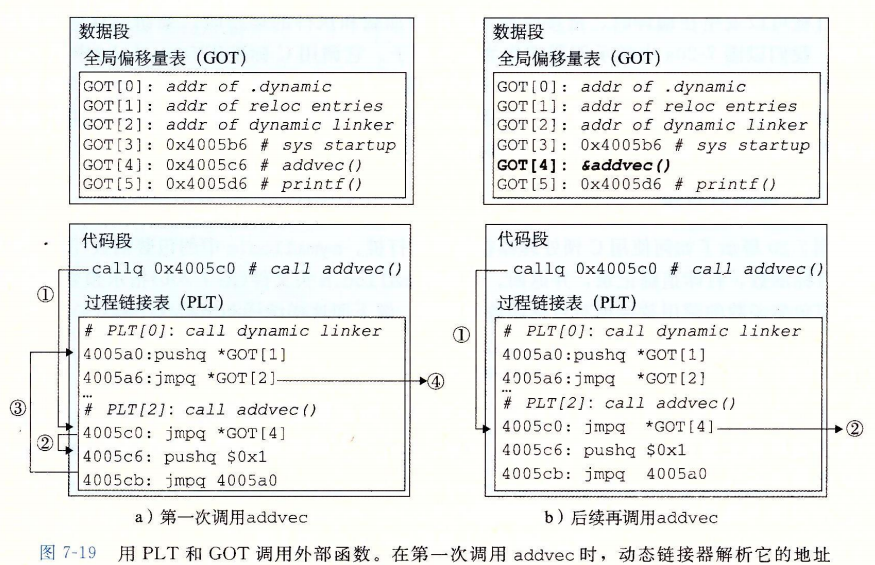 数据段
全局偏移量表（GOT）
GOT[0]: addr of .dynamic
GOT[1]: addr of reloc entries
GOT[2]: addr of dynamic linker
GOT[3]: 0x4005b6 # sys startup
GOT[4]: 0x4005c6 # addvec()
GOT[5]: 0x4005d6 # printf()
代码段
callq 0x4005c0 # call addvec()
①
过程链接表（PLT）
# PLT[0]: call dynamic linker
4005a0:pushq *GOT[1]
4005a6:jmpq *GOT[2]
④
…
③
# PLT[2]: call addvec()
4005c0: jmpq *GOT[4]
②
4005c6: pushq $0x1
4005cb: jmpq 4005a0
a）第一次调用addvec
数据段
全局偏移量表（GOT）
GOT[0]: addr of .dynamic
GOT[1]: addr of reloc entries
GOT[2]: addr of dynamic linker
GOT[3]: 0x4005b6 # sys startup
GOT[4]: &addvec()
GOT[5]: 0x4005d6 # printf()
代码段
callq 0x4005c0 # call addvec()
过程链接表（PLT）
①
# PLT[0]: call dynamic linker
4005a0:pushq *GOT[1]
4005a6:jmpq *GOT[2]
…
# PLT[2]: call addvec()
4005c0: jmpq *GOT[4]
②
4005c6: pushq $0x1
4005cb: jmpq 4005a0
b）后续再调用addvec
图 7-19 用 PLT 和 GOT 调用外部函数。在第一次调用 addvec 时，动态链接器解析它的地址